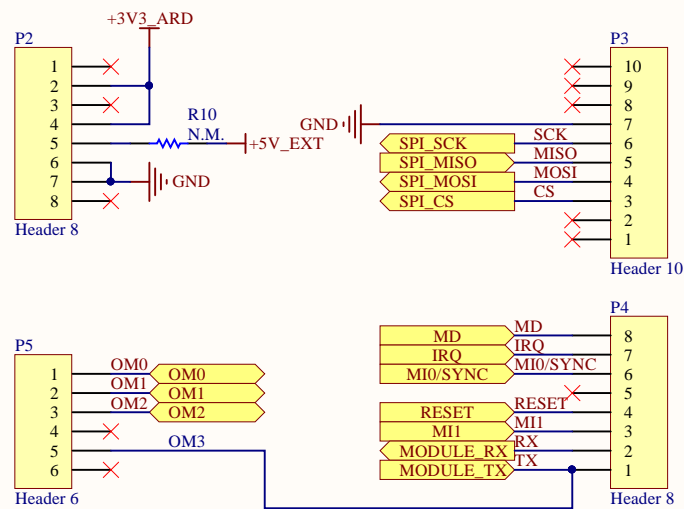 +3V3_ARD
P2
1
2
3
4
5
6
7
8
Header 8
R10
N.M.
+5V_EXT
GND
P3
10
9
8
7
6
5
4
3
2
1
Header 10
GND
SPI_SCK SCK
SPI_MISO MISO
SPI_MOSI MOSI
SPI_CS CS
P5
1 OM0 OM0
2 OM1 OM1
3 OM2 OM2
4
5 OM3
6
Header 6
P4
MD MD 8
IRQ IRQ 7
MI0/SYNC MI0/SYNC 6
5
RESET RESET 4
MI1 MI1 3
MODULE_RX RX 2
MODULE_TX TX 1
Header 8